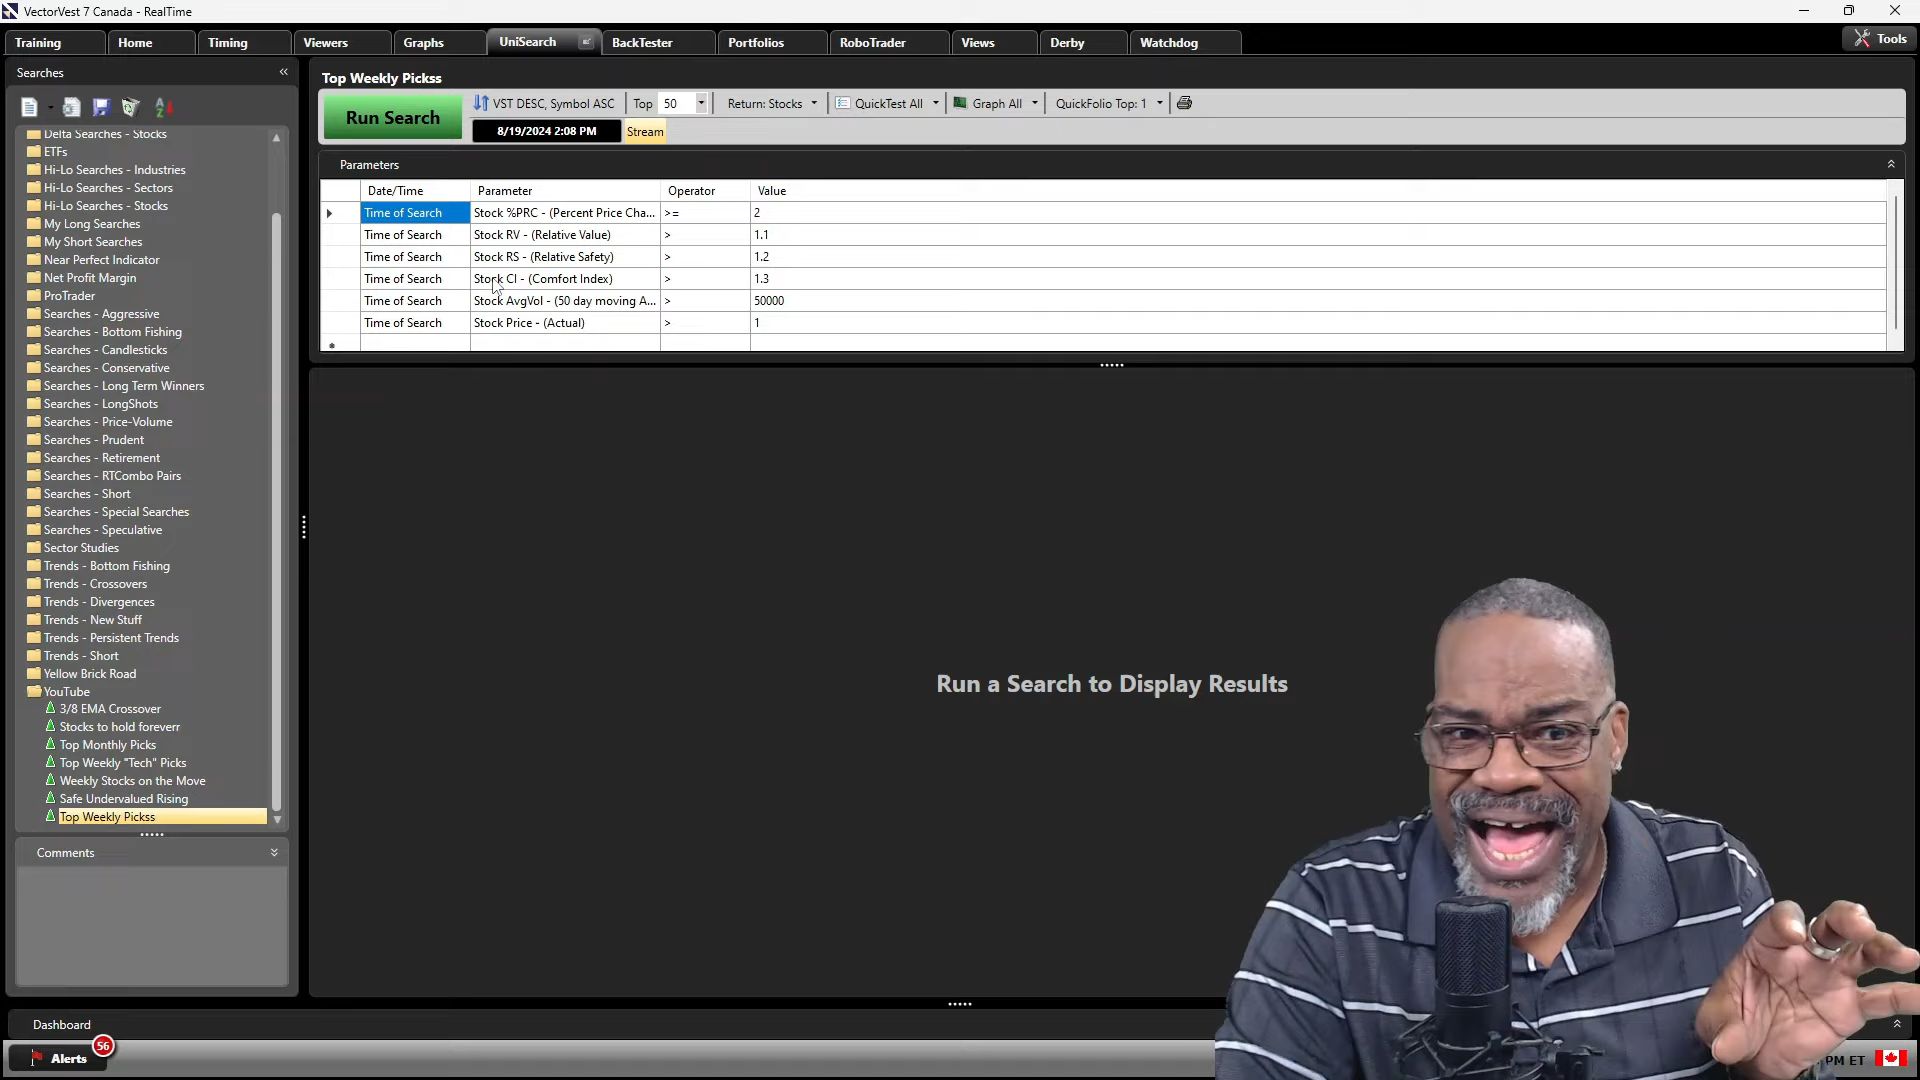 VectorVest 7 Canada - RealTime
Training
Home
Timing
Viewers
Graphs
UniSearch
BackTester
Portfolios
RoboTrader
Views
Derby
Watchdog
Tools
Searches
Delta Searches - Stocks
ETFs
Hi-Lo Searches - Industries
Hi-Lo Searches - Sectors
Hi-Lo Searches - Stocks
My Long Searches
My Short Searches
Near Perfect Indicator
Net Profit Margin
ProTrader
Searches - Aggressive
Searches - Bottom Fishing
Searches - Candlesticks
Searches - Conservative
Searches - Long Term Winners
Searches - LongShots
Searches - Price-Volume
Searches - Prudent
Searches - Retirement
Searches - RTCombo Pairs
Searches - Short
Searches - Special Searches
Searches - Speculative
Sector Studies
Trends - Bottom Fishing
Trends - Crossovers
Trends - Divergences
Trends - New Stuff
Trends - Persistent Trends
Trends - Short
Yellow Brick Road
YouTube
3/8 EMA Crossover
Stocks to hold foreverr
Top Monthly Picks
Top Weekly "Tech" Picks
Weekly Stocks on the Move
Safe Undervalued Rising
Top Weekly Pickss
Comments
Top Weekly Pickss
Run Search
VST DESC, Symbol ASC
Top 50
Return: Stocks
QuickTest All
Graph All
QuickFolio Top: 1
8/19/2024 2:08 PM
Stream
Parameters
Date/Time Parameter Operator Value
Time of Search Stock %PRC - (Percent Price Cha... >= 2
Time of Search Stock RV - (Relative Value) > 1.1
Time of Search Stock RS - (Relative Safety) > 1.2
Time of Search Stock CI - (Comfort Index) > 1.3
Time of Search Stock AvgVol - (50 day moving A... > 50000
Time of Search Stock Price - (Actual) > 1
Run a Search to Display Results
Dashboard
Alerts 56
PM ET